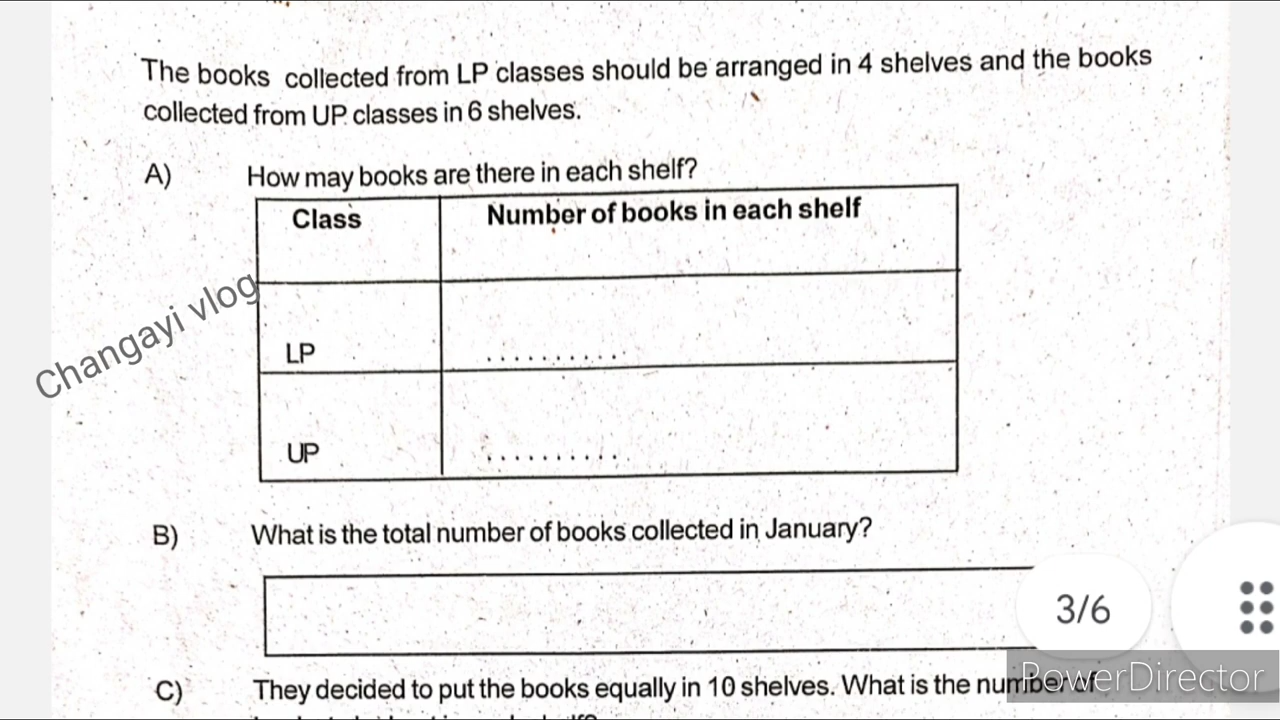 The books collected from LP classes should be arranged in 4 shelves and the books
collected from UP classes in 6 shelves.
A) How may books are there in each shelf?
Class Number of books in each shelf
LP ..........
UP ..........
B) What is the total number of books collected in January?
C) They decided to put the books equally in 10 shelves. What is the number of
Changayi vlog
3/6
PowerDirector